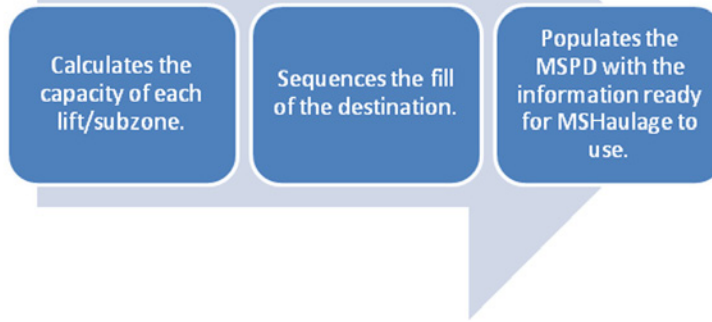 Calculates the
capacity of each
lift/subzone.
Sequences the fill
of the destination.
Populates the
MSPD with the
information ready
for MSHaulage to
use.